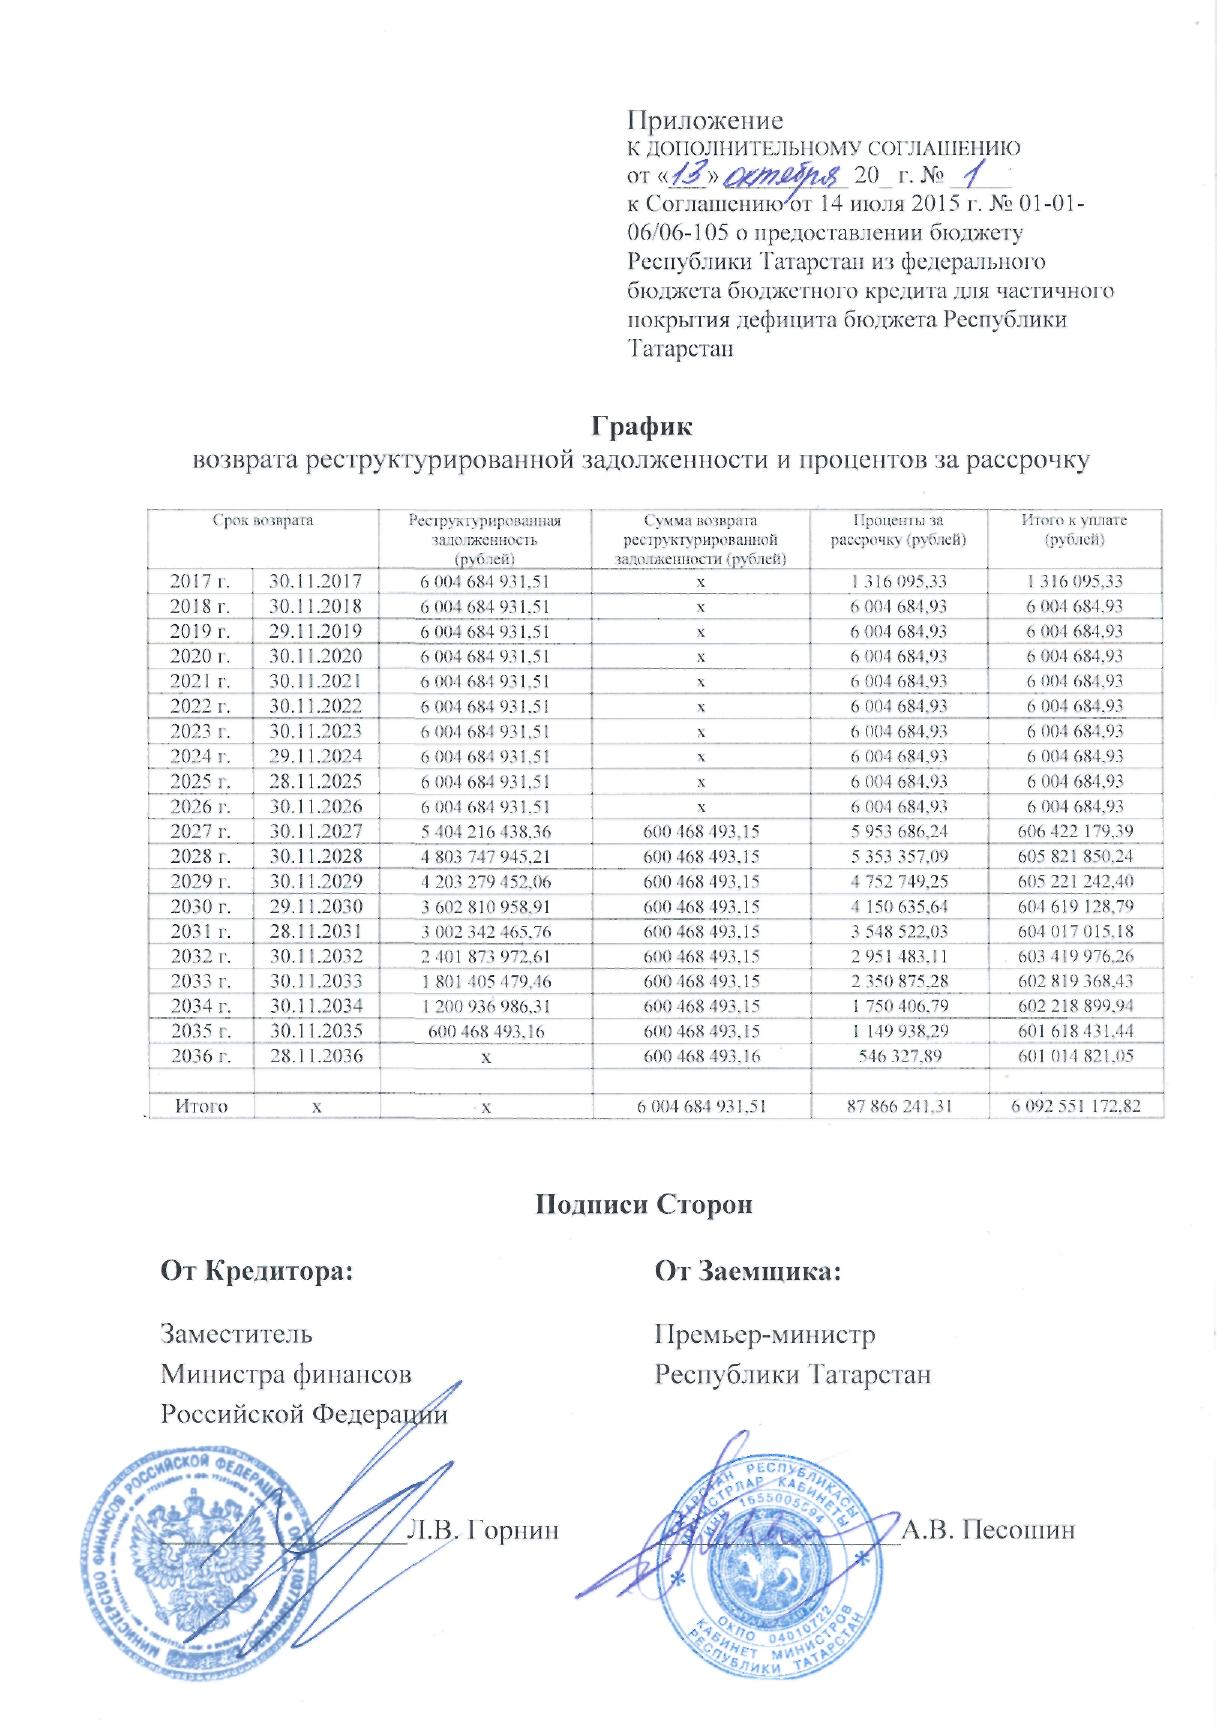 Приложение
К ДОПОЛНИТЕЛЬНОМУ СОГЛАШЕНИЮ
от «13» октября 20_ г. № 1
к Соглашению от 14 июля 2015 г. № 01-01-
06/06-105 о предоставлении бюджету
Республики Татарстан из федерального
бюджета бюджетного кредита для частичного
покрытия дефицита бюджета Республики
Татарстан
График
возврата реструктурированной задолженности и процентов за рассрочку
Срок возврата Реструктурированная задолженность (рублей) Сумма возврата реструктурированной задолженности (рублей) Проценты за рассрочку (рублей) Итого к уплате (рублей)
2017 г. 30.11.2017 6 004 684 931,51 х 1 316 095,33 1 316 095,33
2018 г. 30.11.2018 6 004 684 931,51 х 6 004 684,93 6 004 684,93
2019 г. 29.11.2019 6 004 684 931,51 х 6 004 684,93 6 004 684,93
2020 г. 30.11.2020 6 004 684 931,51 х 6 004 684,93 6 004 684,93
2021 г. 30.11.2021 6 004 684 931,51 х 6 004 684,93 6 004 684,93
2022 г. 30.11.2022 6 004 684 931,51 х 6 004 684,93 6 004 684,93
2023 г. 30.11.2023 6 004 684 931,51 х 6 004 684,93 6 004 684,93
2024 г. 29.11.2024 6 004 684 931,51 х 6 004 684,93 6 004 684,93
2025 г. 28.11.2025 6 004 684 931,51 х 6 004 684,93 6 004 684,93
2026 г. 30.11.2026 6 004 684 931,51 х 6 004 684,93 6 004 684,93
2027 г. 30.11.2027 5 404 216 438,36 600 468 493,15 5 953 686,24 606 422 179,39
2028 г. 30.11.2028 4 803 747 945,21 600 468 493,15 5 353 357,09 605 821 850,24
2029 г. 30.11.2029 4 203 279 452,06 600 468 493,15 4 752 749,25 605 221 242,40
2030 г. 29.11.2030 3 602 810 958,91 600 468 493,15 4 150 635,64 604 619 128,79
2031 г. 28.11.2031 3 002 342 465,76 600 468 493,15 3 548 522,03 604 017 015,18
2032 г. 30.11.2032 2 401 873 972,61 600 468 493,15 2 951 483,11 603 419 976,26
2033 г. 30.11.2033 1 801 405 479,46 600 468 493,15 2 350 875,28 602 819 368,43
2034 г. 30.11.2034 1 200 936 986,31 600 468 493,15 1 750 406,79 602 218 899,94
2035 г. 30.11.2035 600 468 493,16 600 468 493,15 1 149 938,29 601 618 431,44
2036 г. 28.11.2036 х 600 468 493,16 546 327,89 601 014 821,05
Итого х х 6 004 684 931,51 87 866 241,31 6 092 551 172,82
Подписи Сторон
От Кредитора: От Заемщика:
Заместитель Премьер-министр
Министра финансов Республики Татарстан
Российской Федерации
Л.В. Горнин А.В. Песошин
МИНИСТЕРСТВО ФИНАНСОВ РОССИЙСКОЙ ФЕДЕРАЦИИ
ТАТАРСТАН РЕСПУБЛИКАСЫ
МИНИСТРЛАР КАБИНЕТЫ
ИНН
ОКПО 04010722
КАБИНЕТ МИНИСТРОВ
РЕСПУБЛИКИ ТАТАРСТАН